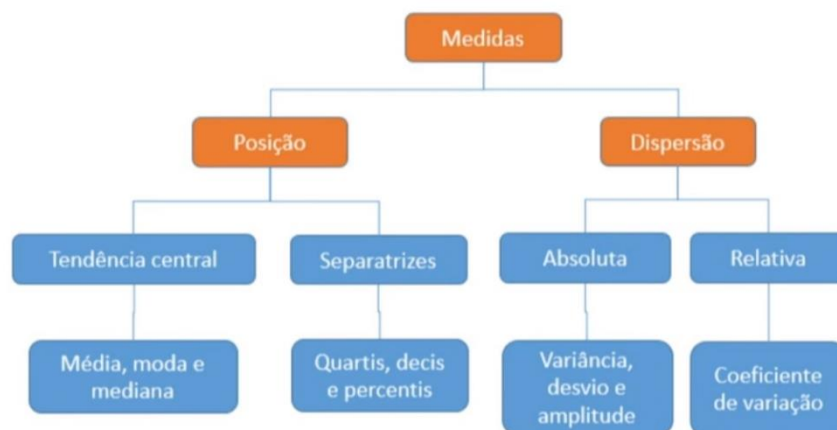 Medidas
Posição
Dispersão
Tendência central
Separatrizes
Absoluta
Relativa
Média, moda e
mediana
Quartis, decis
e percentis
Variância,
desvio e
amplitude
Coeficiente
de variação